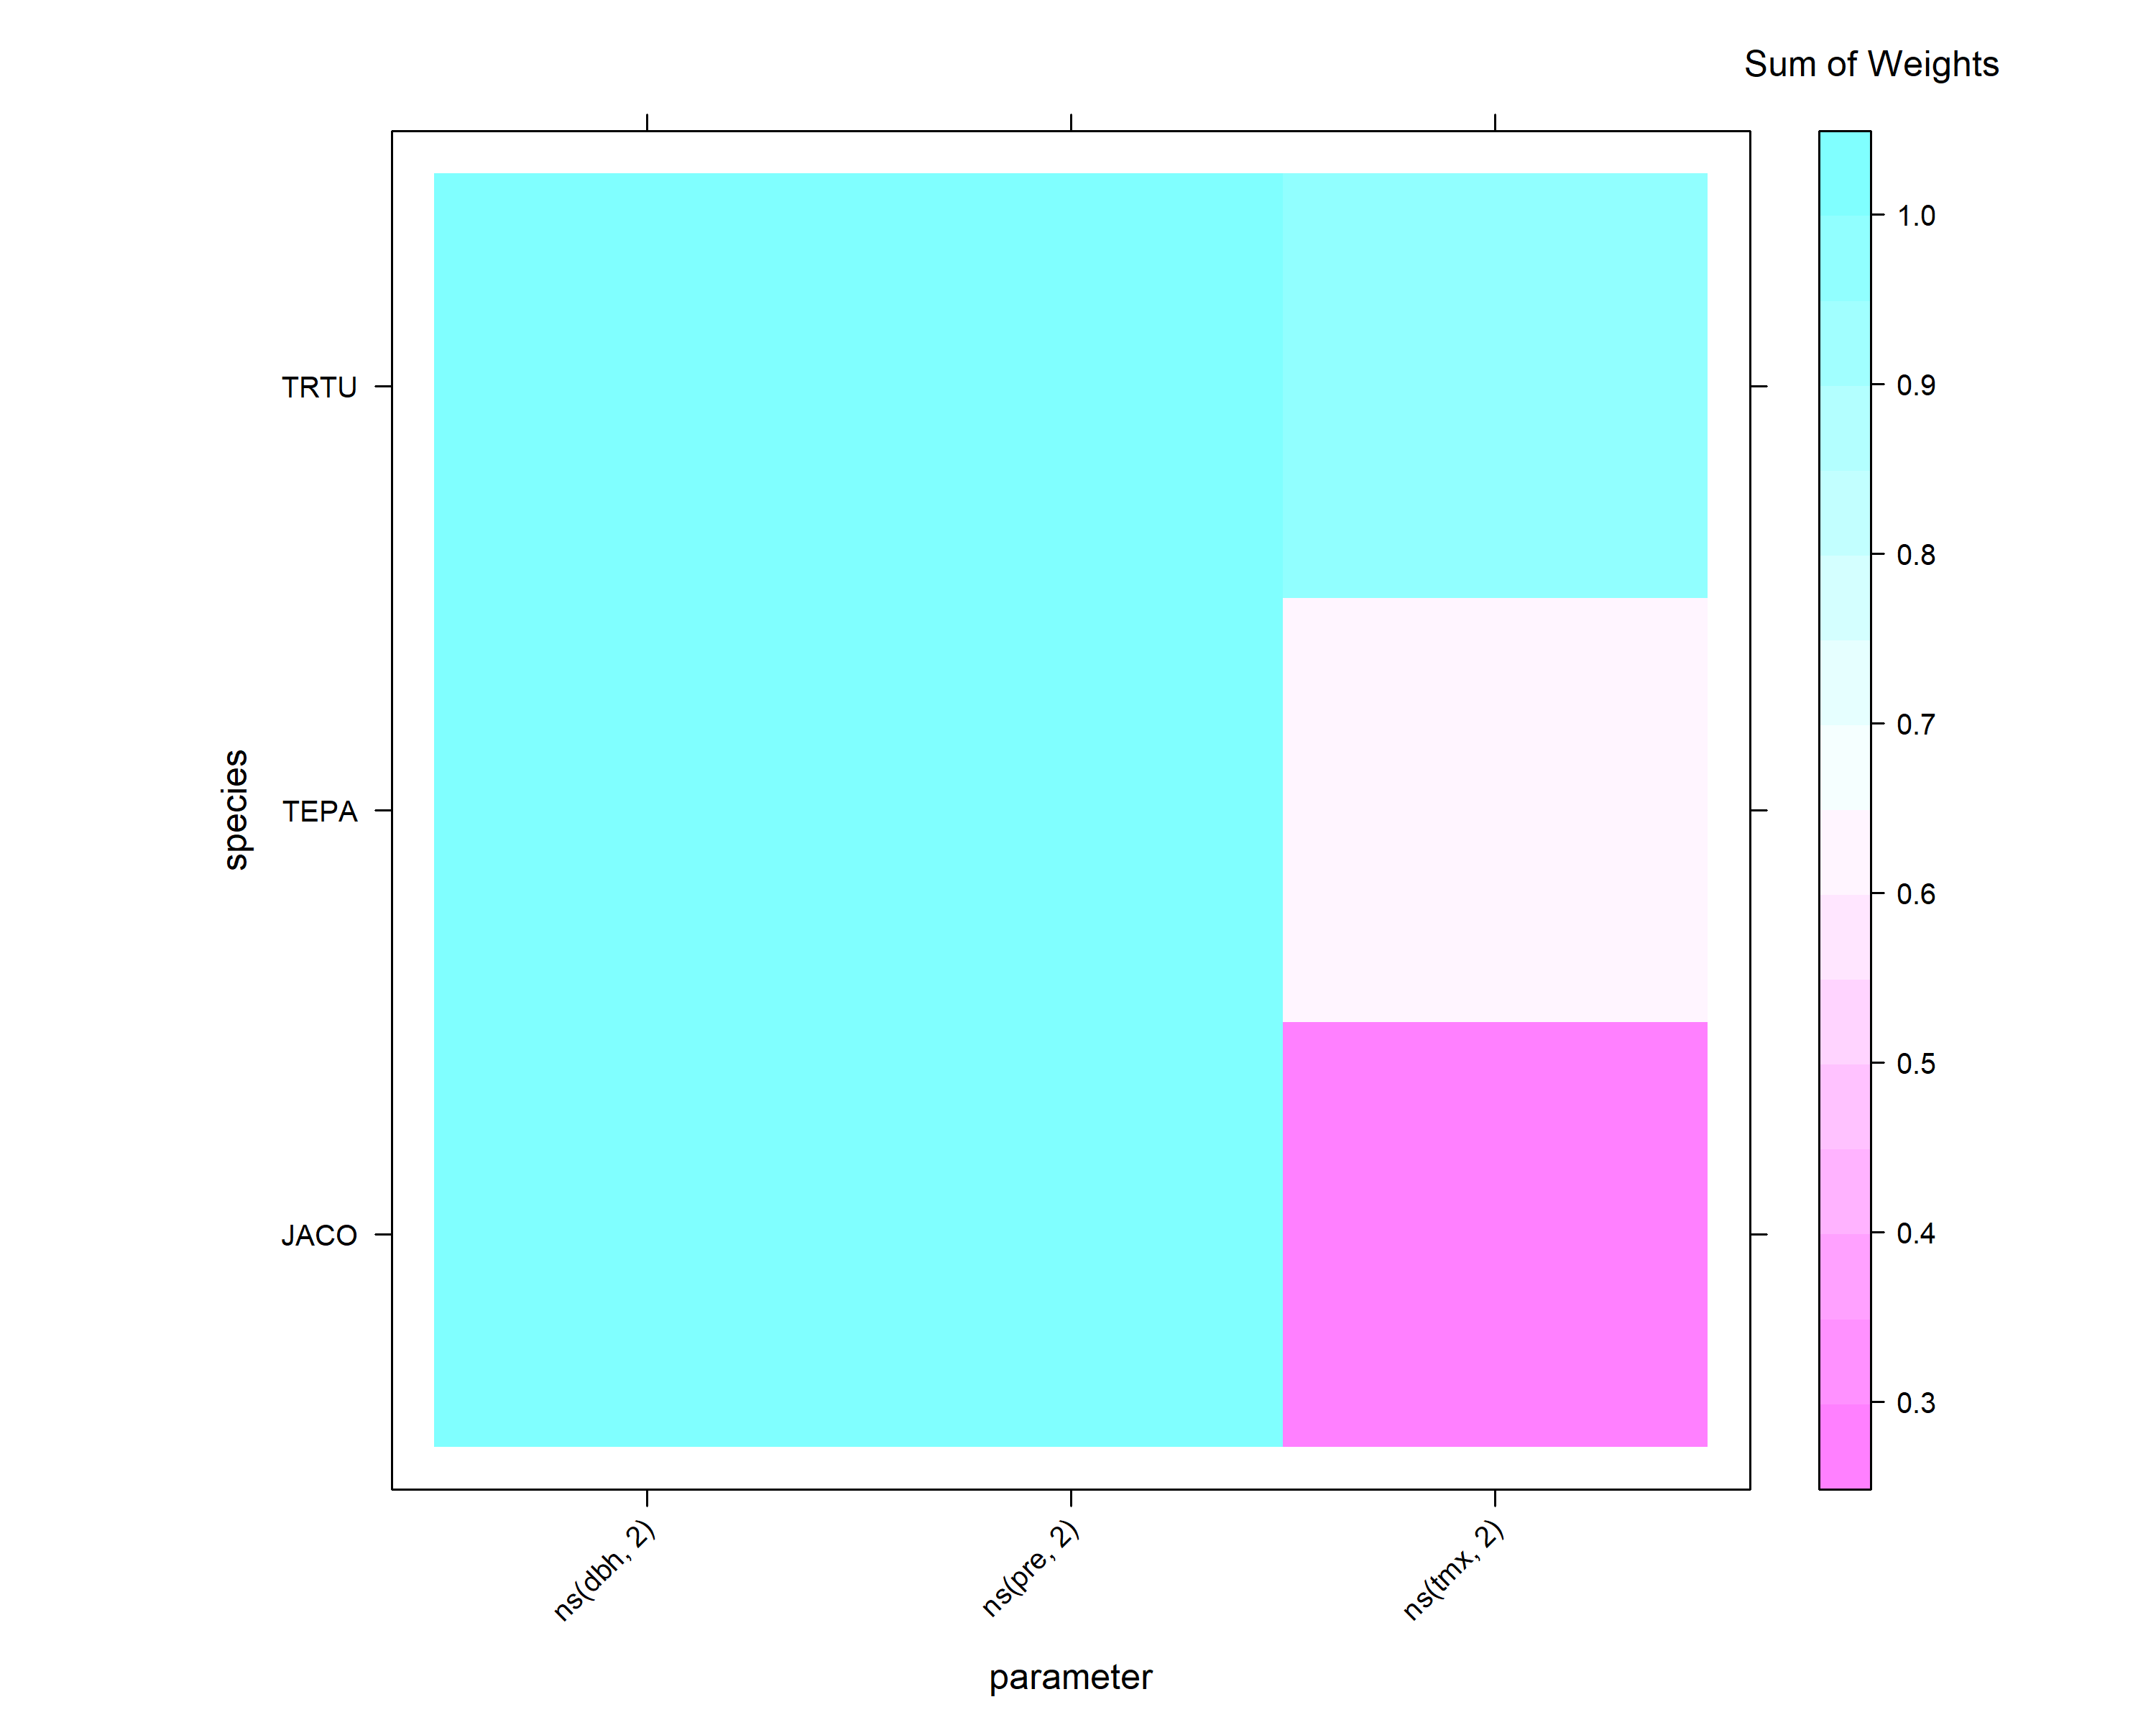 Sum of Weights
1.0
0.9
0.8
0.7
0.6
0.5
0.4
0.3
species
TRTU
TEPA
JACO
ns(dbh, 2)
ns(pre, 2)
ns(tmx, 2)
parameter